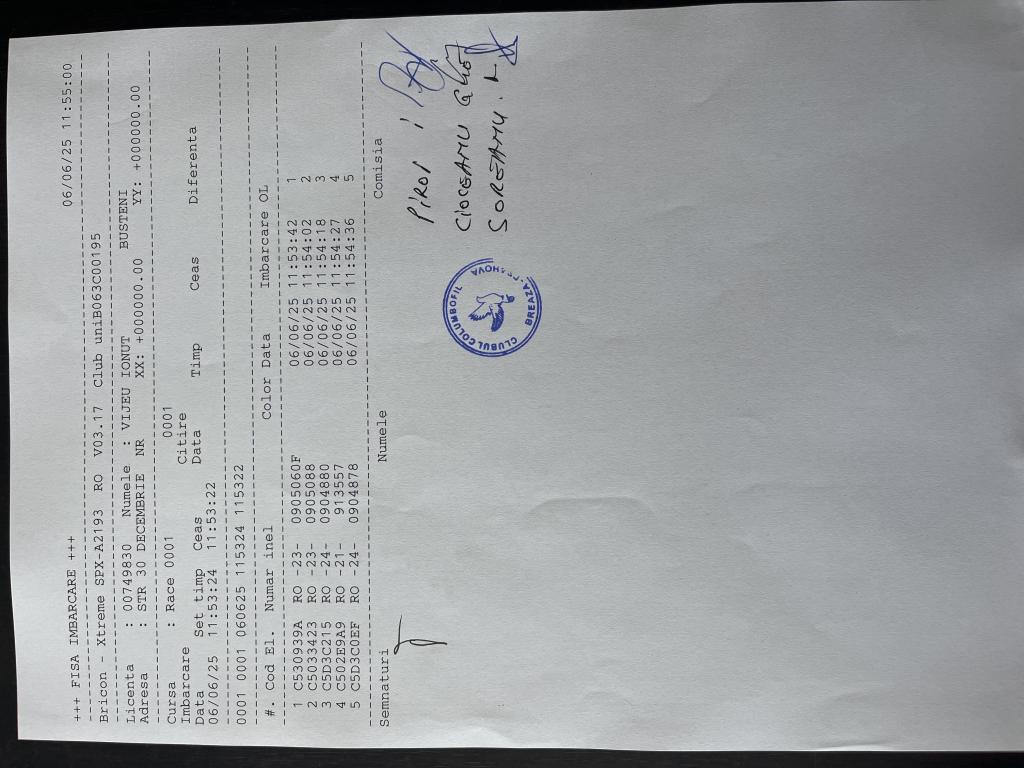 +++ FISA IMBARCARE +++ 06/06/25 11:55:00
Bricon - Xtreme SPX-A2193 RO V03.17 Club uniB063C00195
Licenta : 00749830 Numele : VIJEU IONUT BUSTENI
Adresa : STR 30 DECEMBRIE NR XX: +000000.00 YY: +000000.00
Cursa : Race 0001 0001
Imbarcare Citire
Data Set timp Ceas Data Timp Ceas Diferenta
06/06/25 11:53:24 11:53:22
0001 0001 060625 115324 115322
#. Cod El. Numar inel Color Data Imbarcare OL
1 C530939A RO -23- 0905060F 06/06/25 11:53:42 1
2 C5033423 RO -23- 0905088 06/06/25 11:54:02 2
3 C5D3C215 RO -24- 0904880 06/06/25 11:54:18 3
4 C502E9A9 RO -21- 913557 06/06/25 11:54:27 4
5 C5D3C0EF RO -24- 0904878 06/06/25 11:54:36 5
Semnaturi Numele Comisia
PIROI I
CIOCEANU
SOREANU
CLUBUL COLUMBOFIL
BREAZA-PRAHOVA